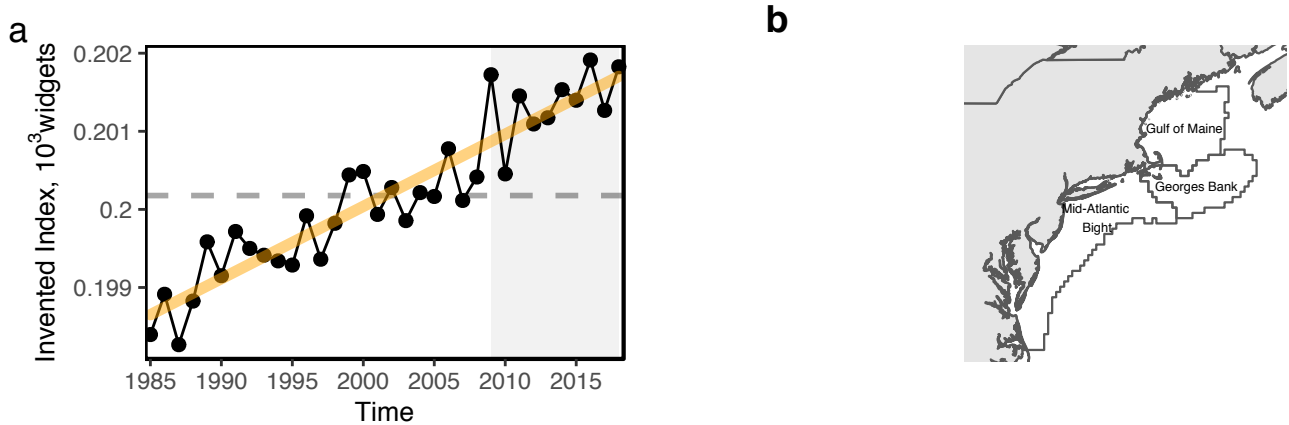 a
Invented Index, 10³widgets
0.202
0.201
0.2
0.199
1985 1990 1995 2000 2005 2010 2015
Time
b
Gulf of Maine
Georges Bank
Mid-Atlantic
Bight